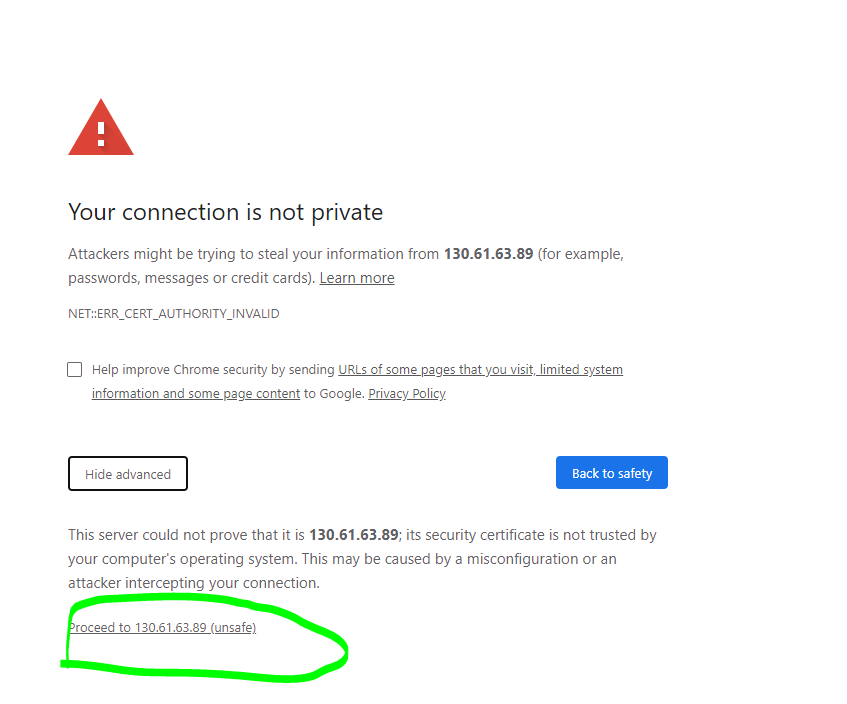 Your connection is not private
Attackers might be trying to steal your information from 130.61.63.89 (for example,
passwords, messages or credit cards). Learn more
NET::ERR_CERT_AUTHORITY_INVALID
Help improve Chrome security by sending URLs of some pages that you visit, limited system
information and some page content to Google. Privacy Policy
Hide advanced
Back to safety
This server could not prove that it is 130.61.63.89; its security certificate is not trusted by
your computer's operating system. This may be caused by a misconfiguration or an
attacker intercepting your connection.
Proceed to 130.61.63.89 (unsafe)